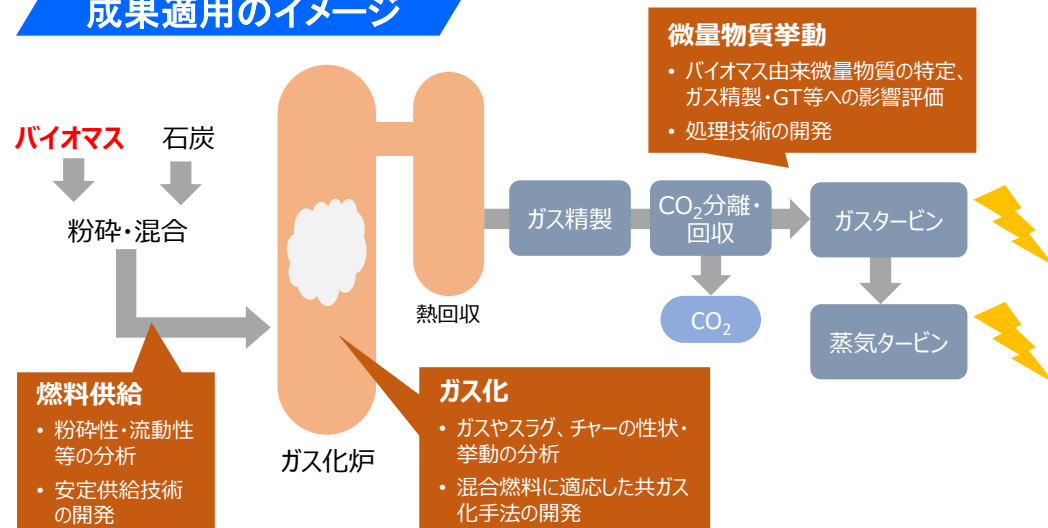 成果適用のイメージ
バイオマス
石炭
粉砕・混合
燃料供給
• 粉砕性・流動性
等の分析
• 安定供給技術
の開発
ガス化炉
熱回収
ガス化
• ガスやスラグ、チャーの性状・
挙動の分析
• 混合燃料に適応した共ガス
化手法の開発
微量物質挙動
• バイオマス由来微量物質の特定、
ガス精製・GT等への影響評価
• 処理技術の開発
ガス精製
CO₂分離・
回収
CO₂
ガスタービン
蒸気タービン